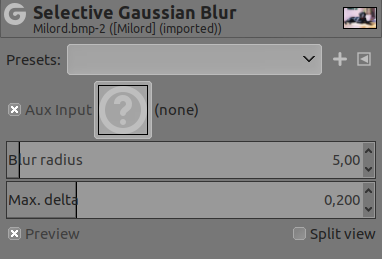 Selective Gaussian Blur
Milord.bmp-2 ([Milord] (imported))
Presets:
Aux Input (none)
Blur radius 5,00
Max. delta 0,200
Preview Split view